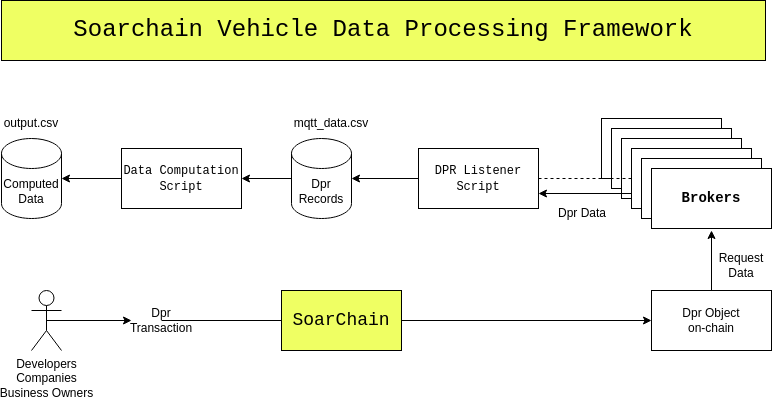 Soarchain Vehicle Data Processing Framework
output.csv
mqtt_data.csv
Computed
Data
Data Computation
Script
Dpr
Records
DPR Listener
Script
Brokers
Dpr Data
Request
Data
Developers
Companies
Business Owners
Dpr
Transaction
SoarChain
Dpr Object
on-chain